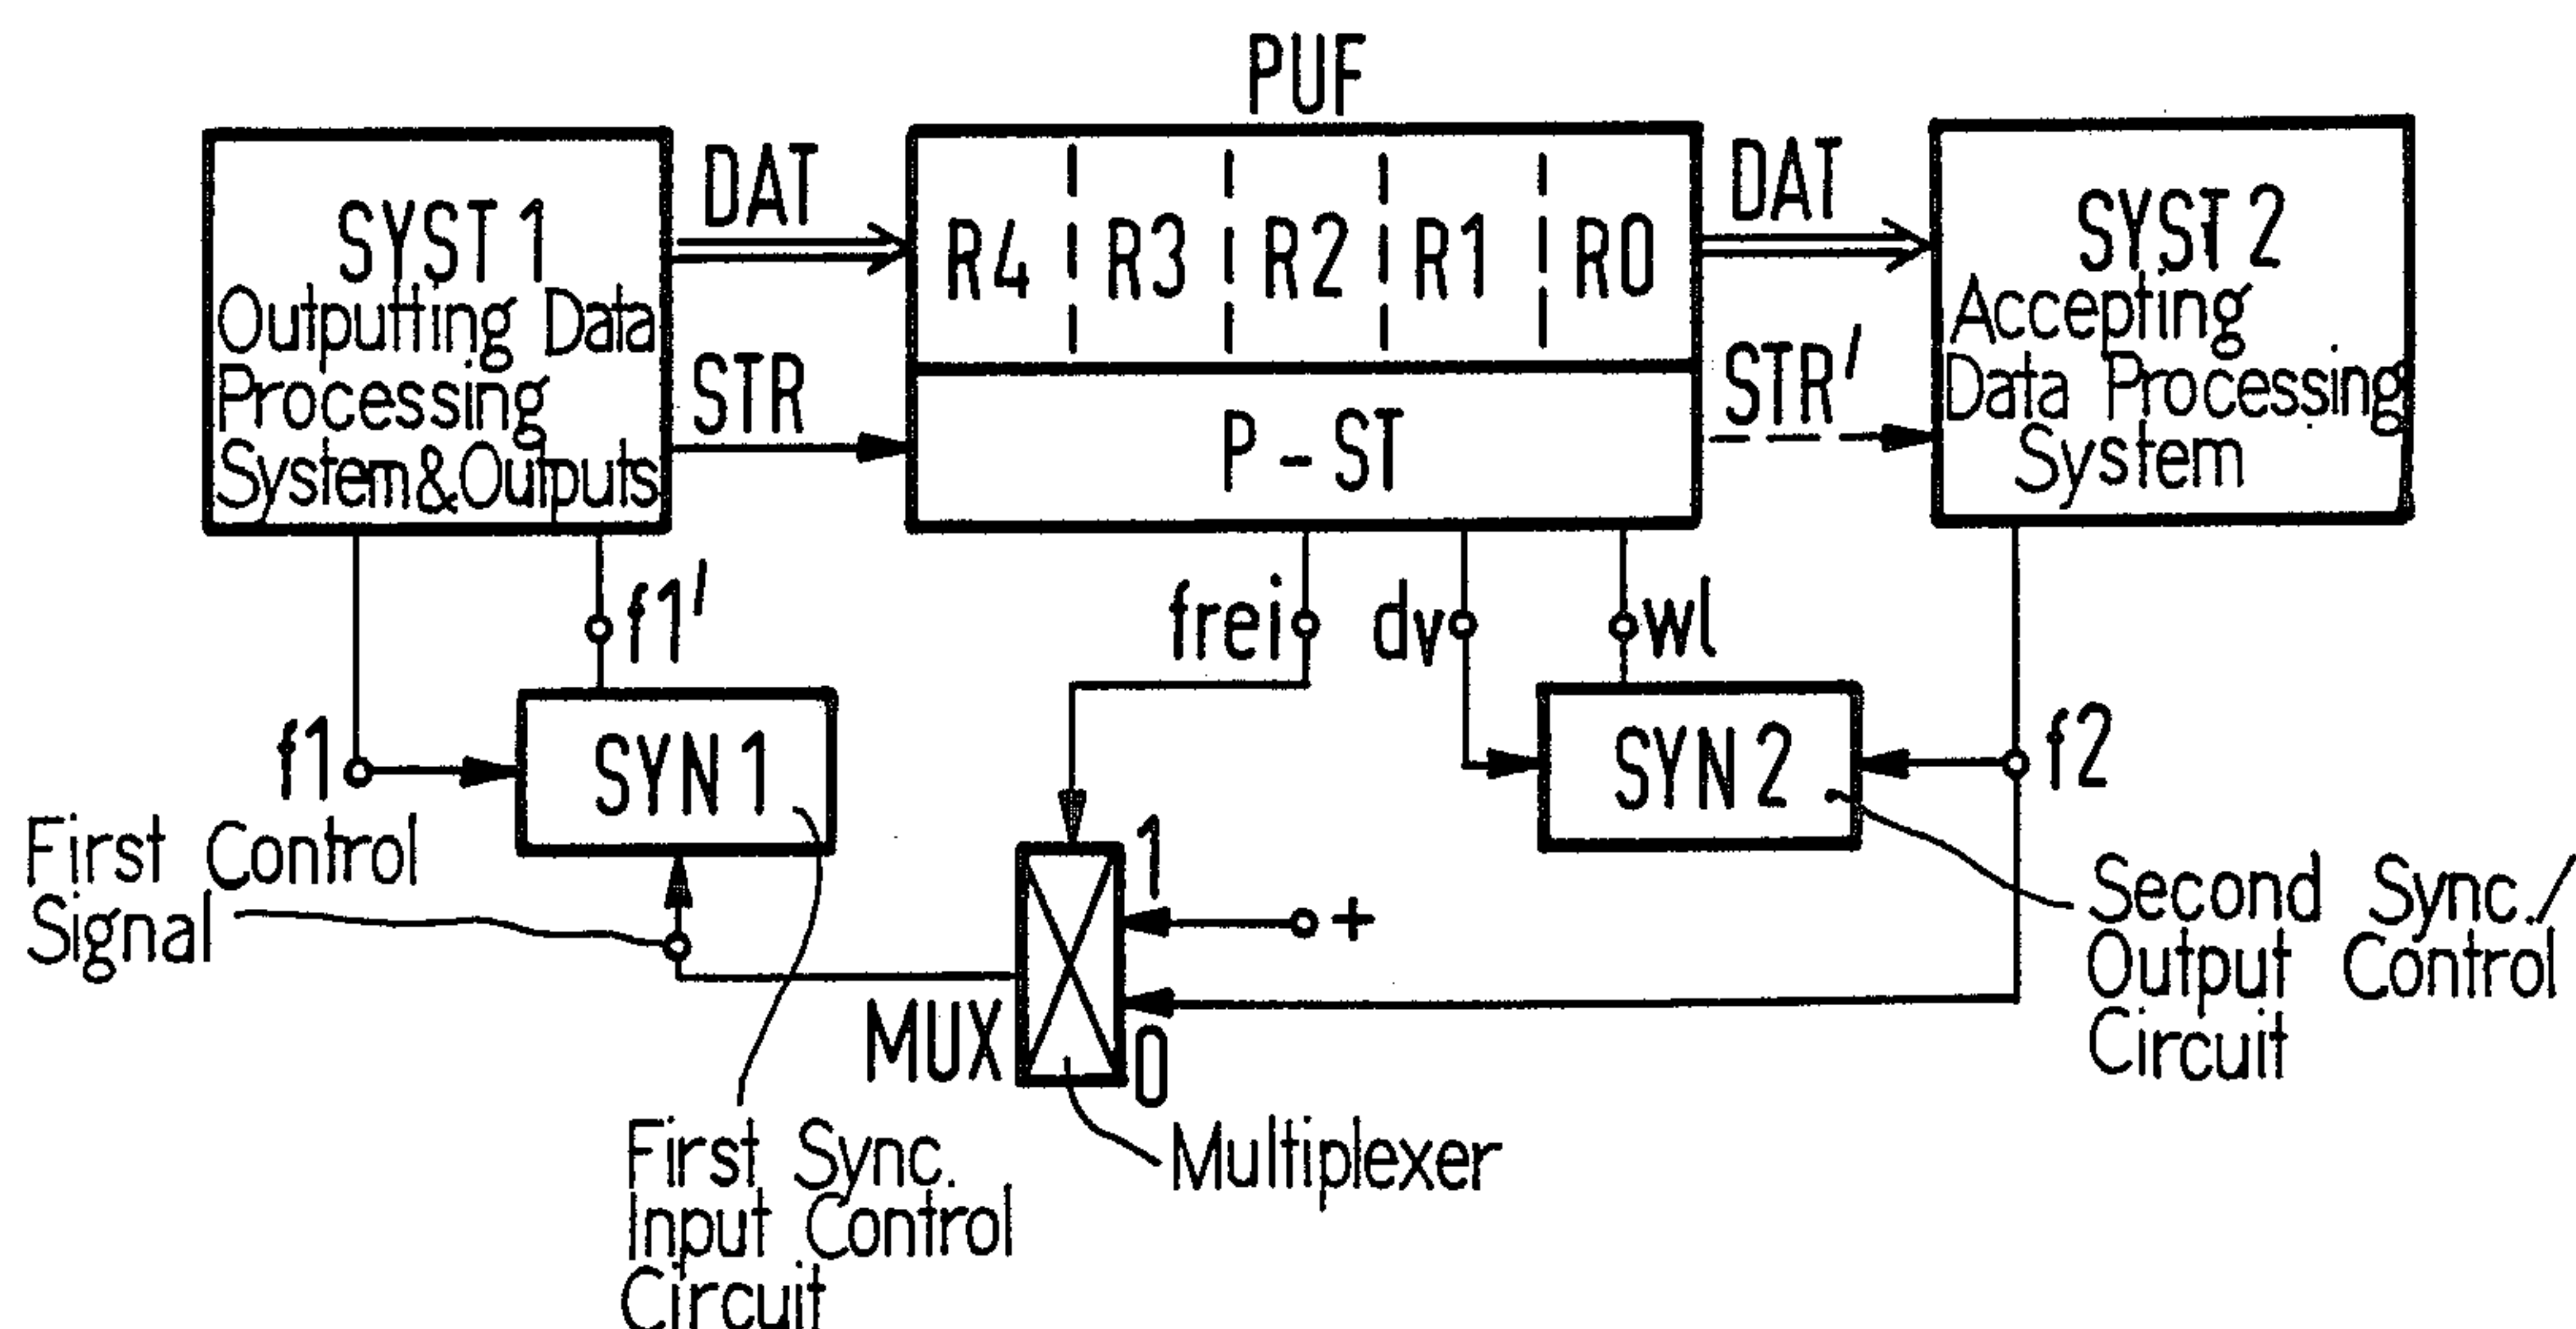 PUF
SYST 1
Outputting Data
Processing
System & Outputs
DAT
STR
R4
R3
R2
R1
R0
P - ST
DAT
STR'
SYST 2
Accepting
Data Processing
System
f1'
frei
dv
wl
f1
SYN 1
SYN 2
f2
First Control
Signal
1
+
MUX
0
Second Sync./
Output Control
Circuit
Multiplexer
First Sync.
Input Control
Circuit